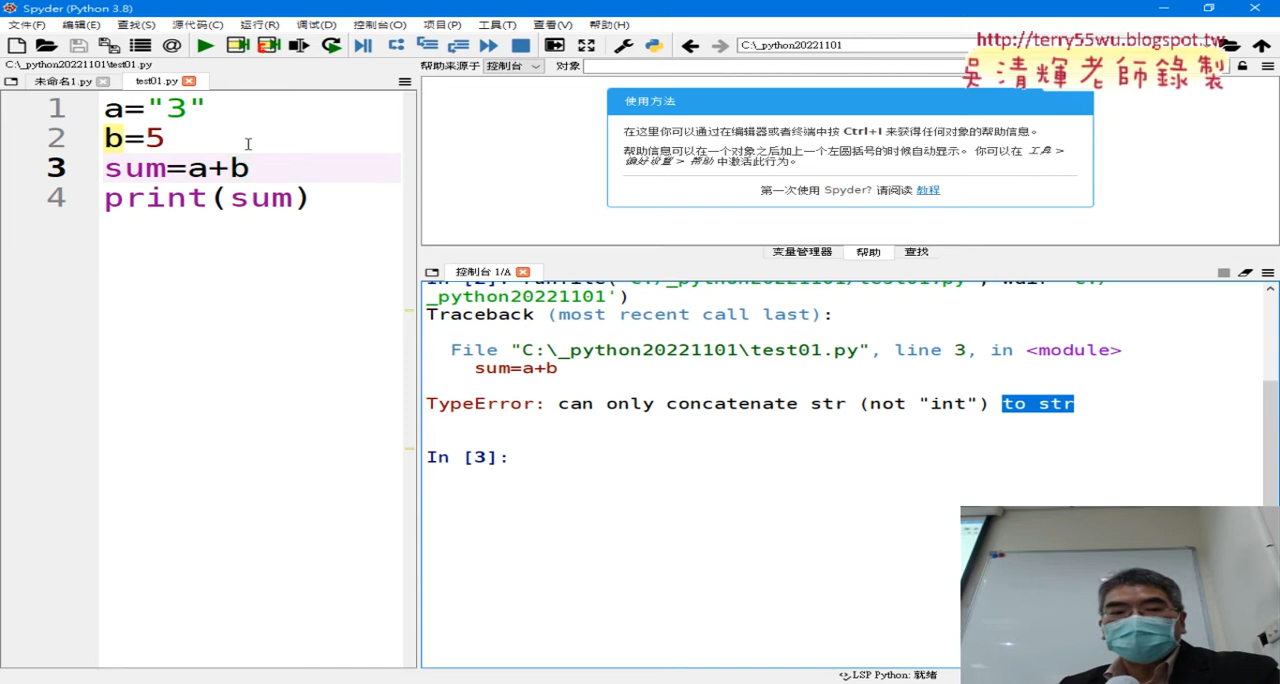 Spyder (Python 3.8)
文件(F) 编辑(E) 查找(S) 源代码(C) 运行(R) 调试(D) 控制台(O) 项目(P) 工具(T) 查看(V) 帮助(H)
C:\_python20221101
http://terry55wu.blogspot.tw
吳清輝老師錄製
C:\_python20221101\test01.py
帮助来源于 控制台 对象
未命名1.py test01.py
1 a="3"
2 b=5
3 sum=a+b
4 print(sum)
使用方法
在这里你可以通过在编辑器或者终端中按 Ctrl+I 来获得任何对象的帮助信息。
帮助信息可以在一个对象之后加上一个左圆括号的时候自动显示。 你可以在 工具 >
偏好设置 > 帮助 中激活此行为。
第一次使用 Spyder? 请阅读 教程
变量管理器 帮助 查找
控制台 1/A
In [2]: runfile('C:/_python20221101/test01.py', wdir='C:/
_python20221101')
Traceback (most recent call last):
File "C:\_python20221101\test01.py", line 3, in <module>
sum=a+b
TypeError: can only concatenate str (not "int") to str
In [3]:
LSP Python: 就绪